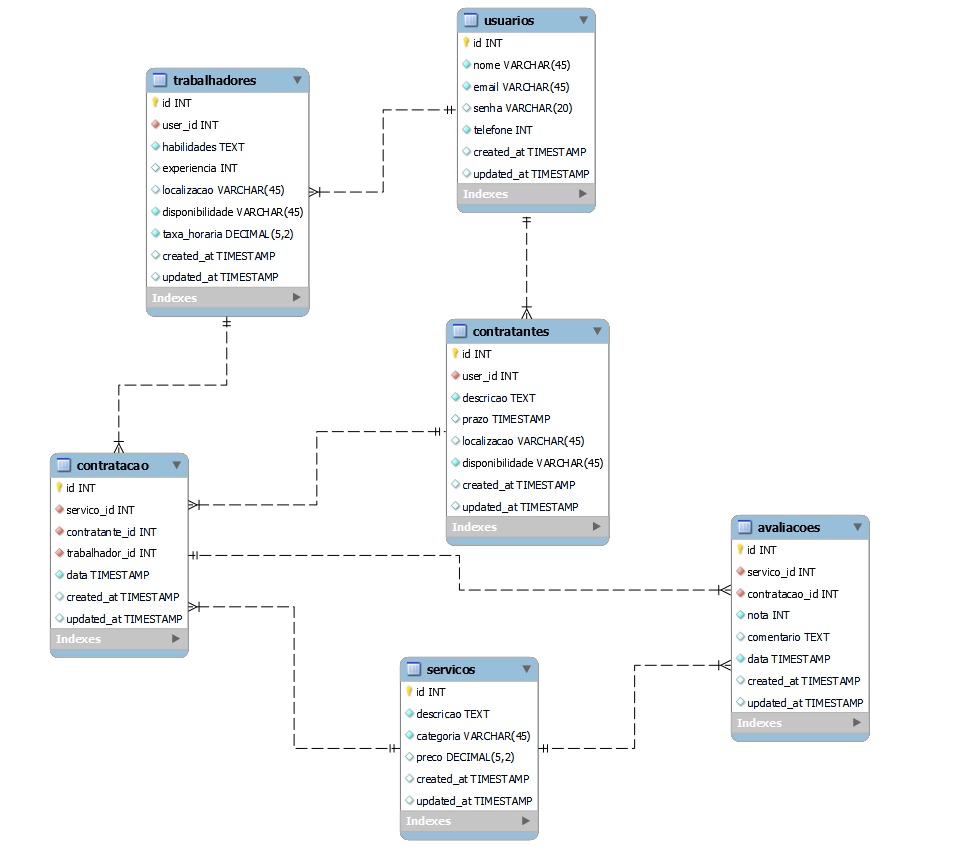 usuarios
id INT
nome VARCHAR(45)
email VARCHAR(45)
senha VARCHAR(20)
telefone INT
created_at TIMESTAMP
updated_at TIMESTAMP
Indexes
trabalhadores
id INT
user_id INT
habilidades TEXT
experiencia INT
localizacao VARCHAR(45)
disponibilidade VARCHAR(45)
taxa_horaria DECIMAL(5,2)
created_at TIMESTAMP
updated_at TIMESTAMP
Indexes
contratantes
id INT
user_id INT
descricao TEXT
prazo TIMESTAMP
localizacao VARCHAR(45)
disponibilidade VARCHAR(45)
created_at TIMESTAMP
updated_at TIMESTAMP
Indexes
contratacao
id INT
servico_id INT
contratante_id INT
trabalhador_id INT
data TIMESTAMP
created_at TIMESTAMP
updated_at TIMESTAMP
Indexes
avaliacoes
id INT
servico_id INT
contratacao_id INT
nota INT
comentario TEXT
data TIMESTAMP
created_at TIMESTAMP
updated_at TIMESTAMP
Indexes
servicos
id INT
descricao TEXT
categoria VARCHAR(45)
preco DECIMAL(5,2)
created_at TIMESTAMP
updated_at TIMESTAMP
Indexes